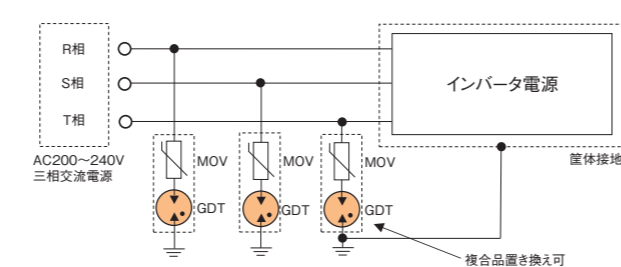 R相
S相
T相
インバータ電源
AC200～240V
三相交流電源
筐体接地
MOV
MOV
MOV
GDT
GDT
GDT
複合品置き換え可